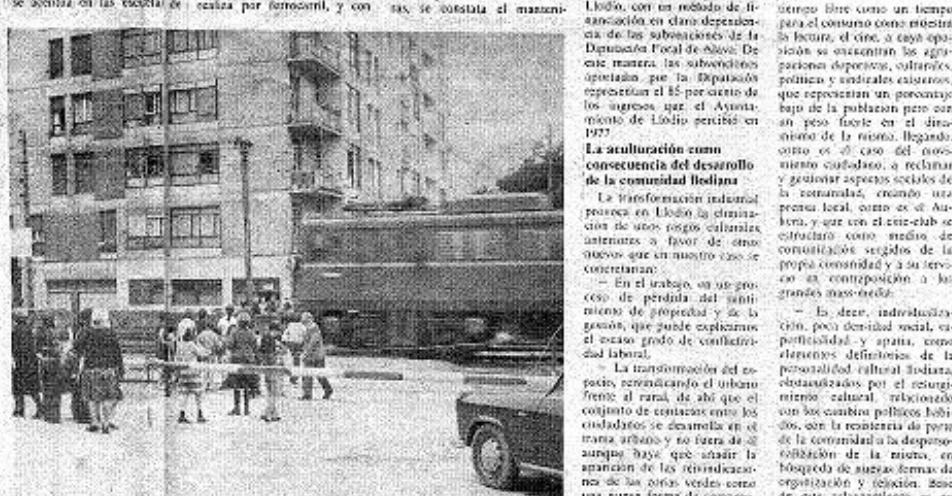 se acentúa en las escuelas de
realiza por ferrocarril, y con
ras, se constata el manteni-
Llodio, con un método de fi-
nanciación en claro dependen-
cia de las subvenciones de la
Diputación Foral de Alava. De
este manera, las subvenciones
aportadas por la Diputación
representan el 85 por ciento de
los ingresos que el Ayunta-
miento de Llodio percibió en
1977
La aculturación como
consecuencia del desarrollo
de la comunidad llodiana
La transformación industrial
provoca en Llodio la elimina-
ción de unos rasgos culturales
anteriores a favor de otros
nuevos que en nuestro caso se
concretarían:
— En el trabajo, en un pro-
ceso de pérdida del senti-
miento de propiedad y de la
gestión, que puede explicarnos
el escaso grado de conflictivi-
dad laboral.
— La transformación del es-
pacio, reivindicando el urbano
frente al rural, de ahí que el
conjunto de contactos entre los
ciudadanos se desarrolla en el
trama urbano y no fuera de él
aunque haya que añadir la
aparición de las reivindicacio-
nes de las zonas verdes como
una nueva forma de
tiempo libre como un tiempo
para el consumo como muestra
la lectura, el cine, a cuya opo-
sición se encuentran las agru-
paciones deportivas, culturales,
políticas y sindicales existentes,
que representan un porcentaje
bajo de la población pero con
un peso fuerte en el dina-
mismo de la misma, llegando,
como es el caso del movi-
miento ciudadano, a reclamar
y gestionar aspectos sociales de
la comunidad, creando una
prensa local, como es el
y que con el cine-club se
estructura como medios de
comunicación surgidos de la
propia comunidad y a su servi-
cio en contraposición a los
grandes mass-media.
— Es decir, individualiza-
ción, poca densidad social, su-
perficialidad y apatía, como
elementos definitorios de la
personalidad cultural llodiana,
obstaculizados por el resurgi-
miento cultural, relacionado
con los cambios políticos habi-
dos, con la resistencia de parte
de la comunidad a la desperso-
nalización de la misma, en
búsqueda de nuevas formas de
organización y relación.